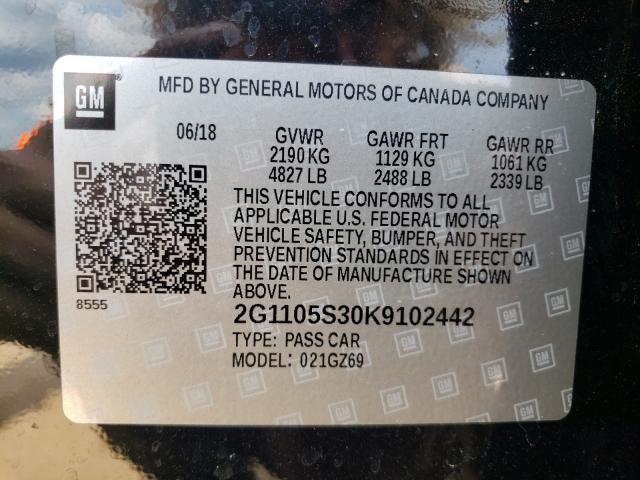 GM
MFD BY GENERAL MOTORS OF CANADA COMPANY
06/18 GVWR GAWR FRT GAWR RR
2190 KG 1129 KG 1061 KG
4827 LB 2488 LB 2339 LB
THIS VEHICLE CONFORMS TO ALL
APPLICABLE U.S. FEDERAL MOTOR
VEHICLE SAFETY, BUMPER, AND THEFT
PREVENTION STANDARDS IN EFFECT ON
THE DATE OF MANUFACTURE SHOWN
ABOVE.
8555
2G1105S30K9102442
TYPE: PASS CAR
MODEL: 021GZ69